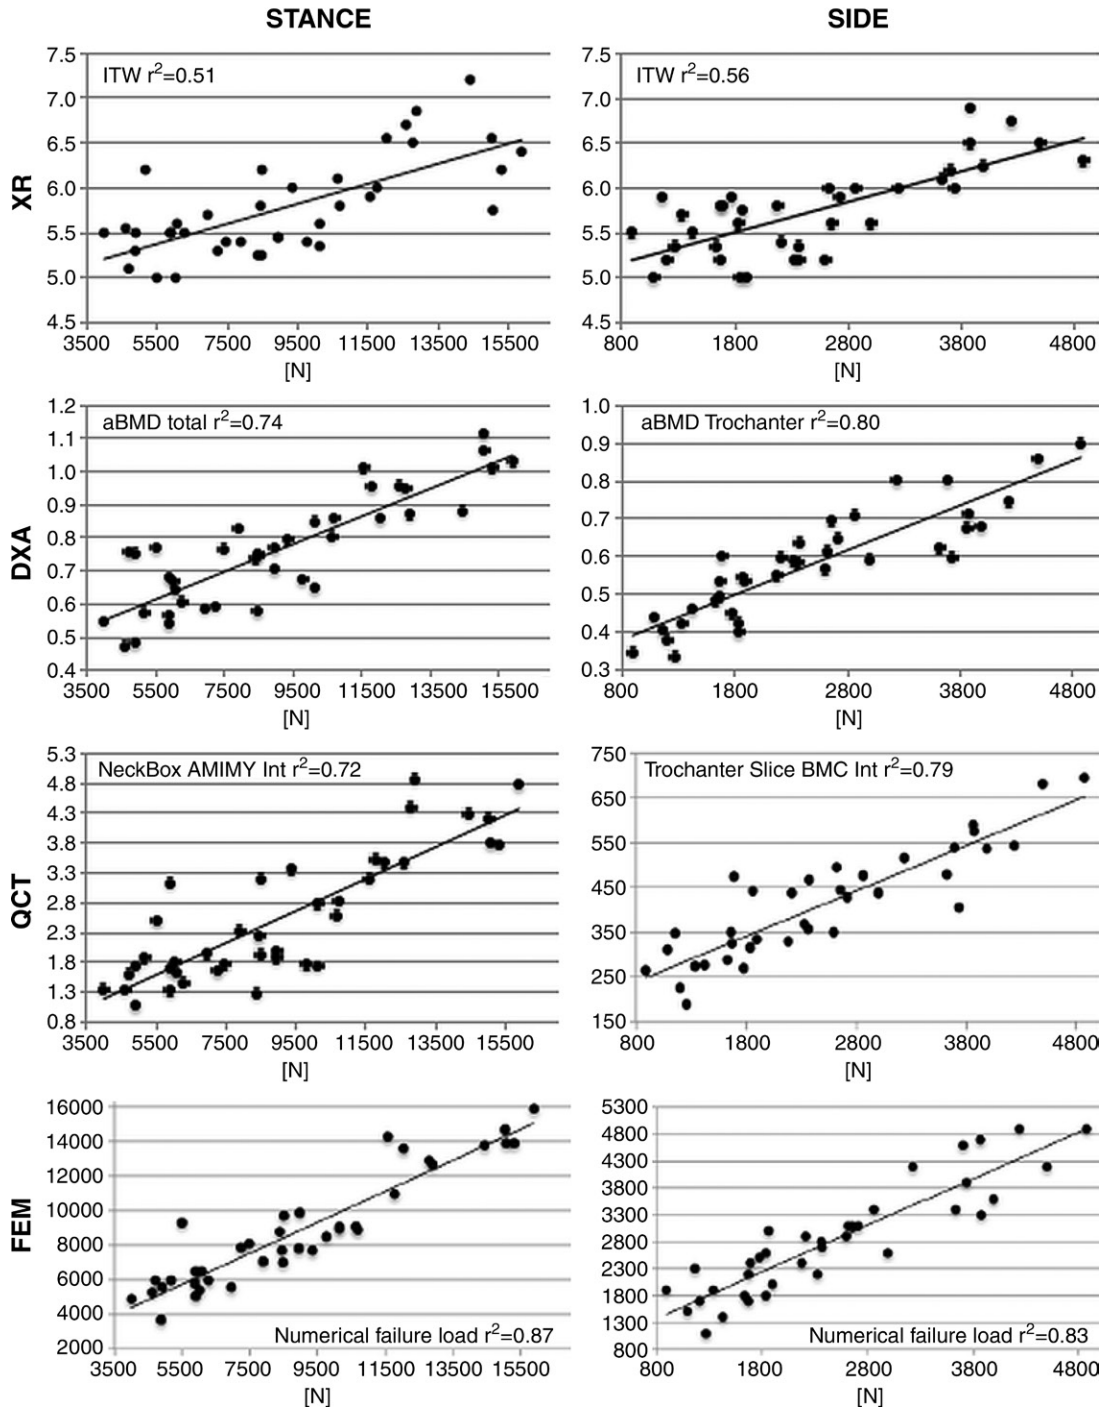 STANCE SIDE
XR
ITW r²=0.51
7.5
7.0
6.5
6.0
5.5
5.0
4.5
3500 5500 7500 9500 11500 13500 15500
[N]
ITW r²=0.56
7.5
7.0
6.5
6.0
5.5
5.0
4.5
800 1800 2800 3800 4800
[N]
DXA
aBMD total r²=0.74
1.2
1.1
1.0
0.9
0.8
0.7
0.6
0.5
0.4
3500 5500 7500 9500 11500 13500 15500
[N]
aBMD Trochanter r²=0.80
1.0
0.9
0.8
0.7
0.6
0.5
0.4
0.3
800 1800 2800 3800 4800
[N]
QCT
NeckBox AMIMY Int r²=0.72
5.3
4.8
4.3
3.8
3.3
2.8
2.3
1.8
1.3
0.8
3500 5500 7500 9500 11500 13500 15500
[N]
Trochanter Slice BMC Int r²=0.79
750
650
550
450
350
250
150
800 1800 2800 3800 4800
[N]
FEM
16000
14000
12000
10000
8000
6000
4000
2000
Numerical failure load r²=0.87
3500 5500 7500 9500 11500 13500 15500
[N]
5300
4800
4300
3800
3300
2800
2300
1800
1300
800
Numerical failure load r²=0.83
800 1800 2800 3800 4800
[N]